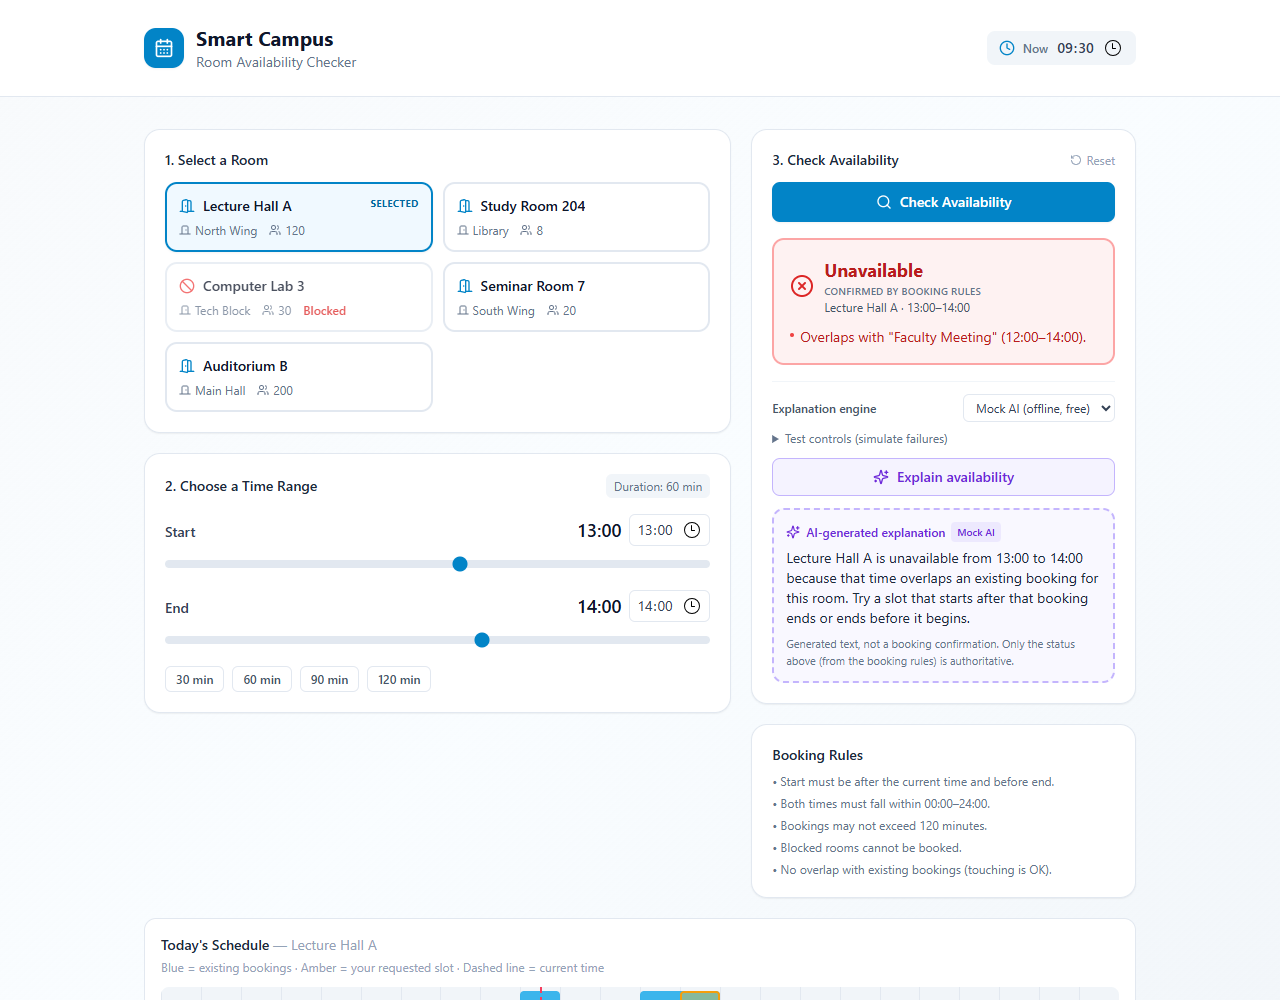 Smart Campus
Room Availability Checker
Now 09:30
1. Select a Room
Lecture Hall A SELECTED
North Wing 120
Study Room 204
Library 8
Computer Lab 3
Tech Block 30 Blocked
Seminar Room 7
South Wing 20
Auditorium B
Main Hall 200
2. Choose a Time Range Duration: 60 min
Start 13:00 13:00
End 14:00 14:00
30 min 60 min 90 min 120 min
3. Check Availability Reset
Check Availability
Unavailable
CONFIRMED BY BOOKING RULES
Lecture Hall A · 13:00–14:00
• Overlaps with "Faculty Meeting" (12:00–14:00).
Explanation engine Mock AI (offline, free)
Test controls (simulate failures)
Explain availability
AI-generated explanation Mock AI
Lecture Hall A is unavailable from 13:00 to 14:00
because that time overlaps an existing booking for
this room. Try a slot that starts after that booking
ends or ends before it begins.
Generated text, not a booking confirmation. Only the status
above (from the booking rules) is authoritative.
Booking Rules
• Start must be after the current time and before end.
• Both times must fall within 00:00–24:00.
• Bookings may not exceed 120 minutes.
• Blocked rooms cannot be booked.
• No overlap with existing bookings (touching is OK).
Today's Schedule — Lecture Hall A
Blue = existing bookings · Amber = your requested slot · Dashed line = current time